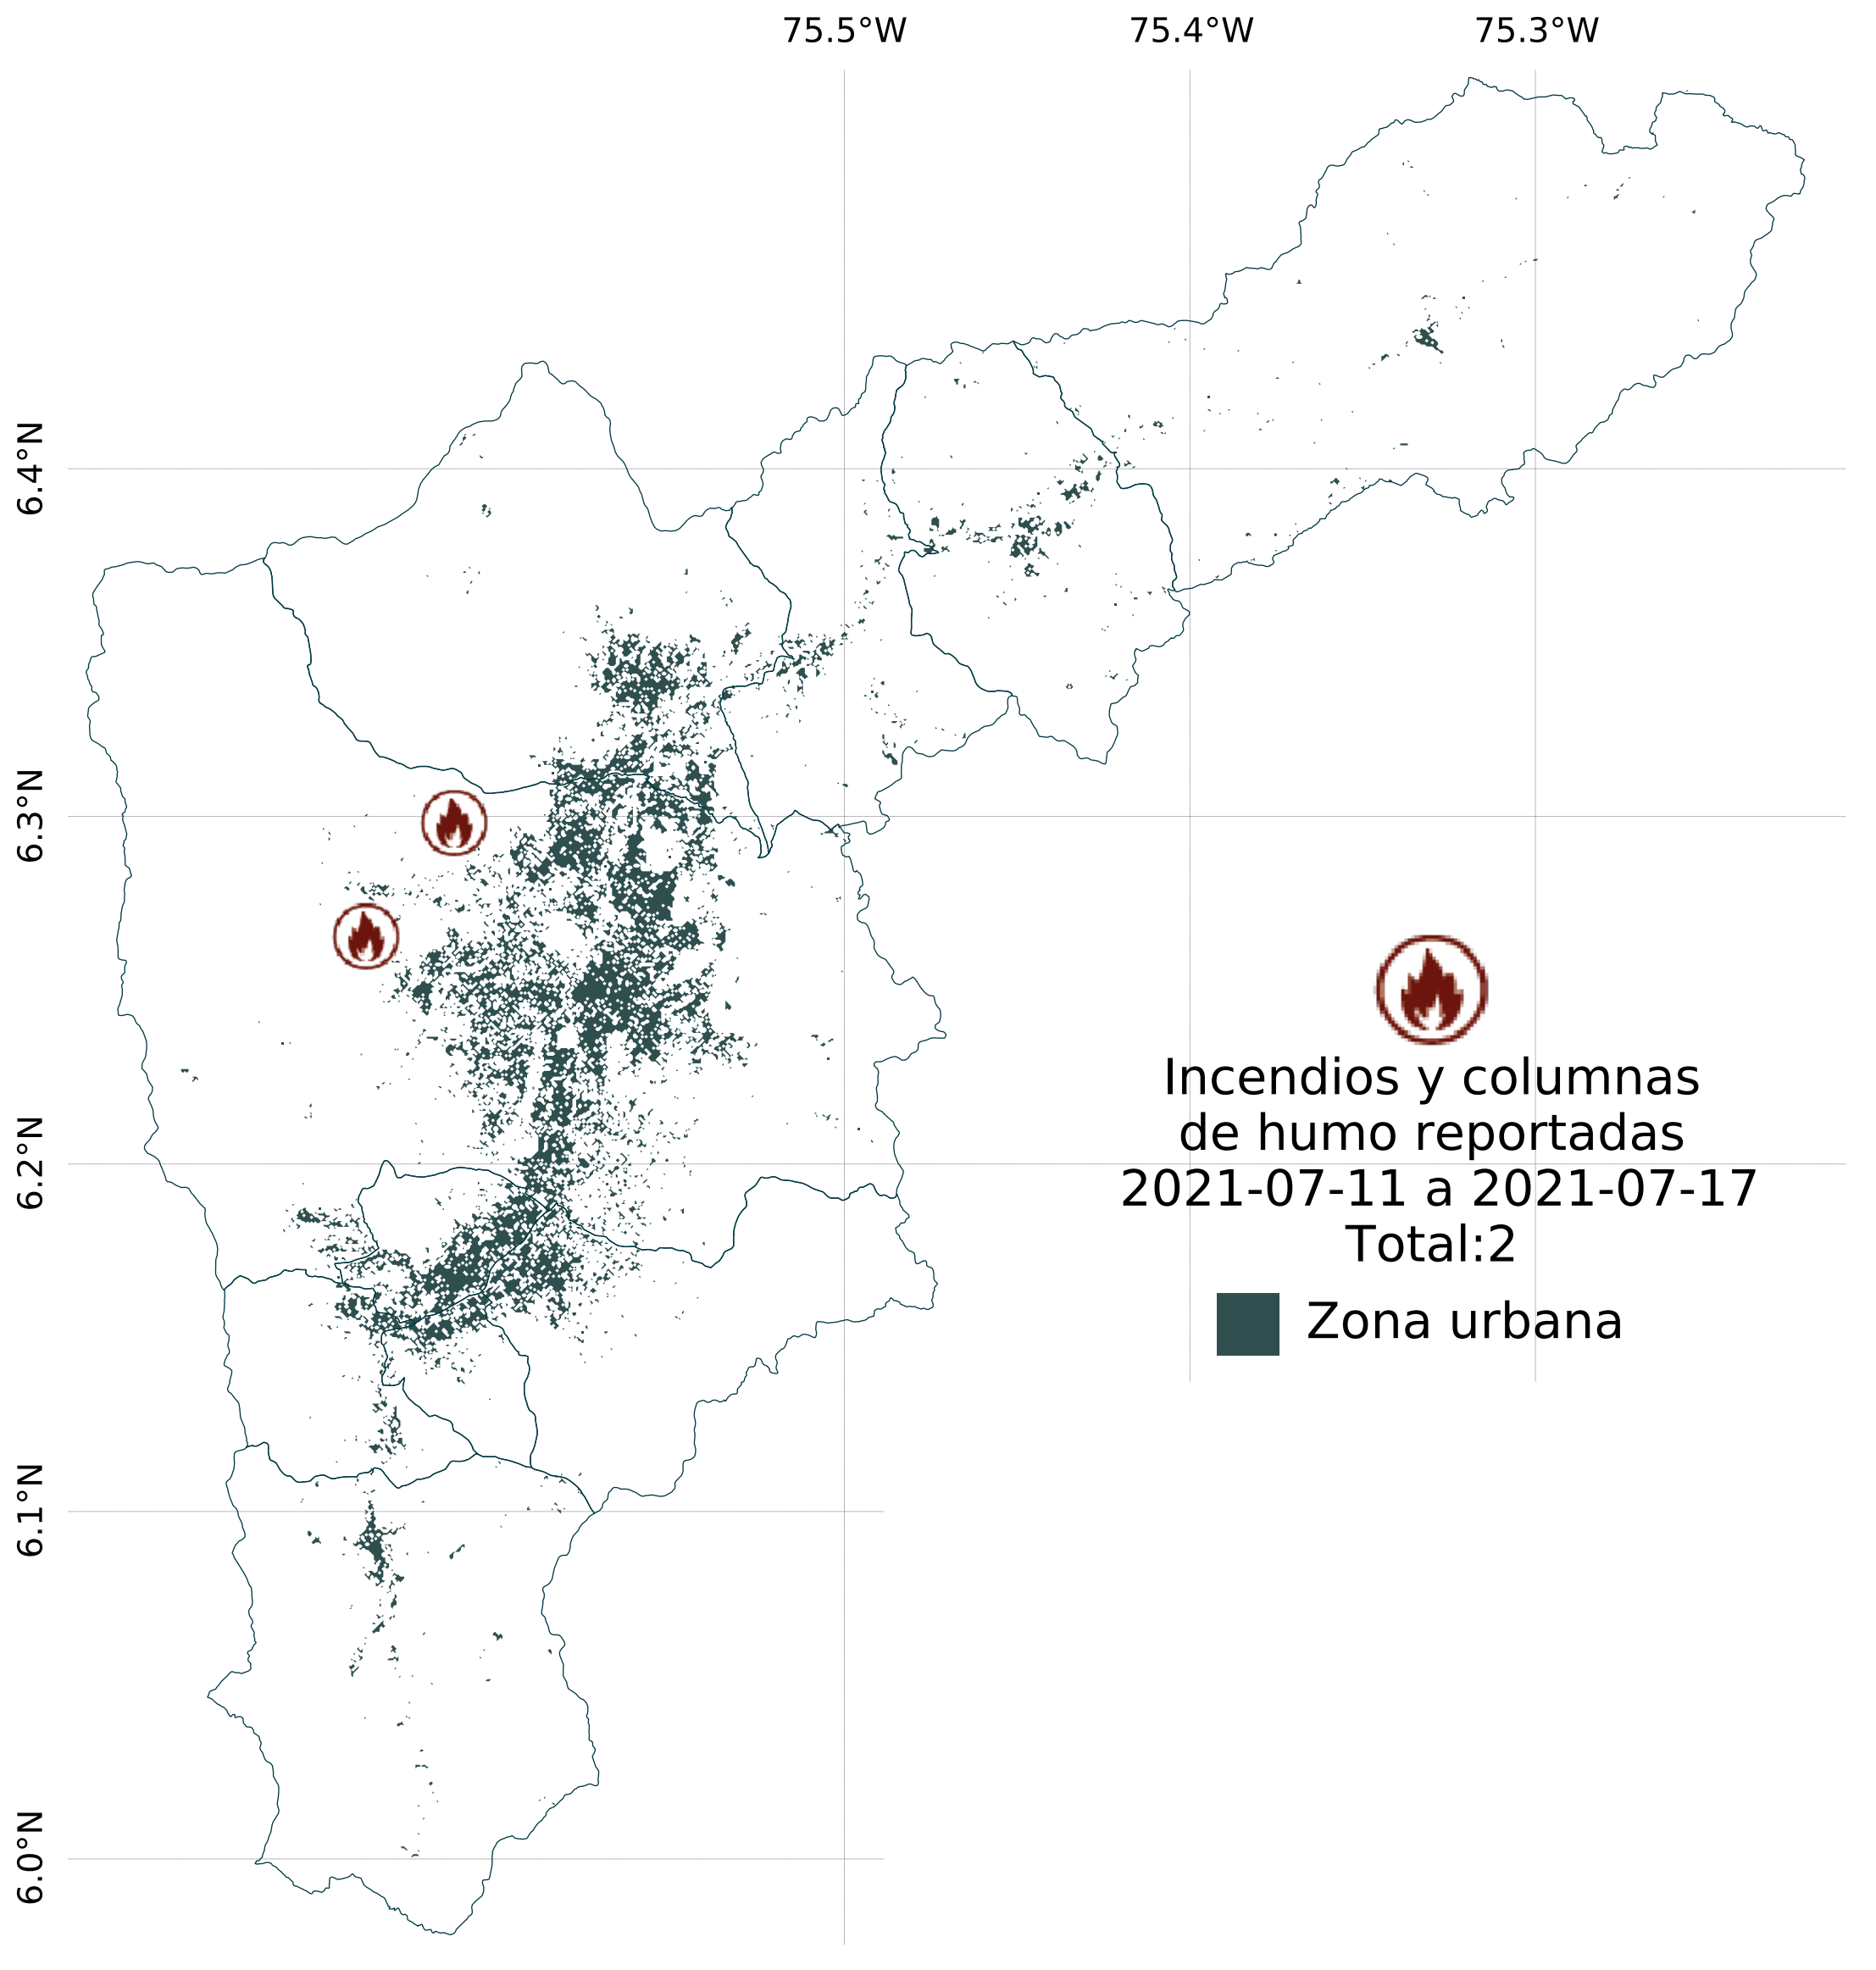 75.5°W 75.4°W 75.3°W
6.4°N
6.3°N
6.2°N
6.1°N
6.0°N
Incendios y columnas
de humo reportadas
2021-07-11 a 2021-07-17
Total:2
Zona urbana